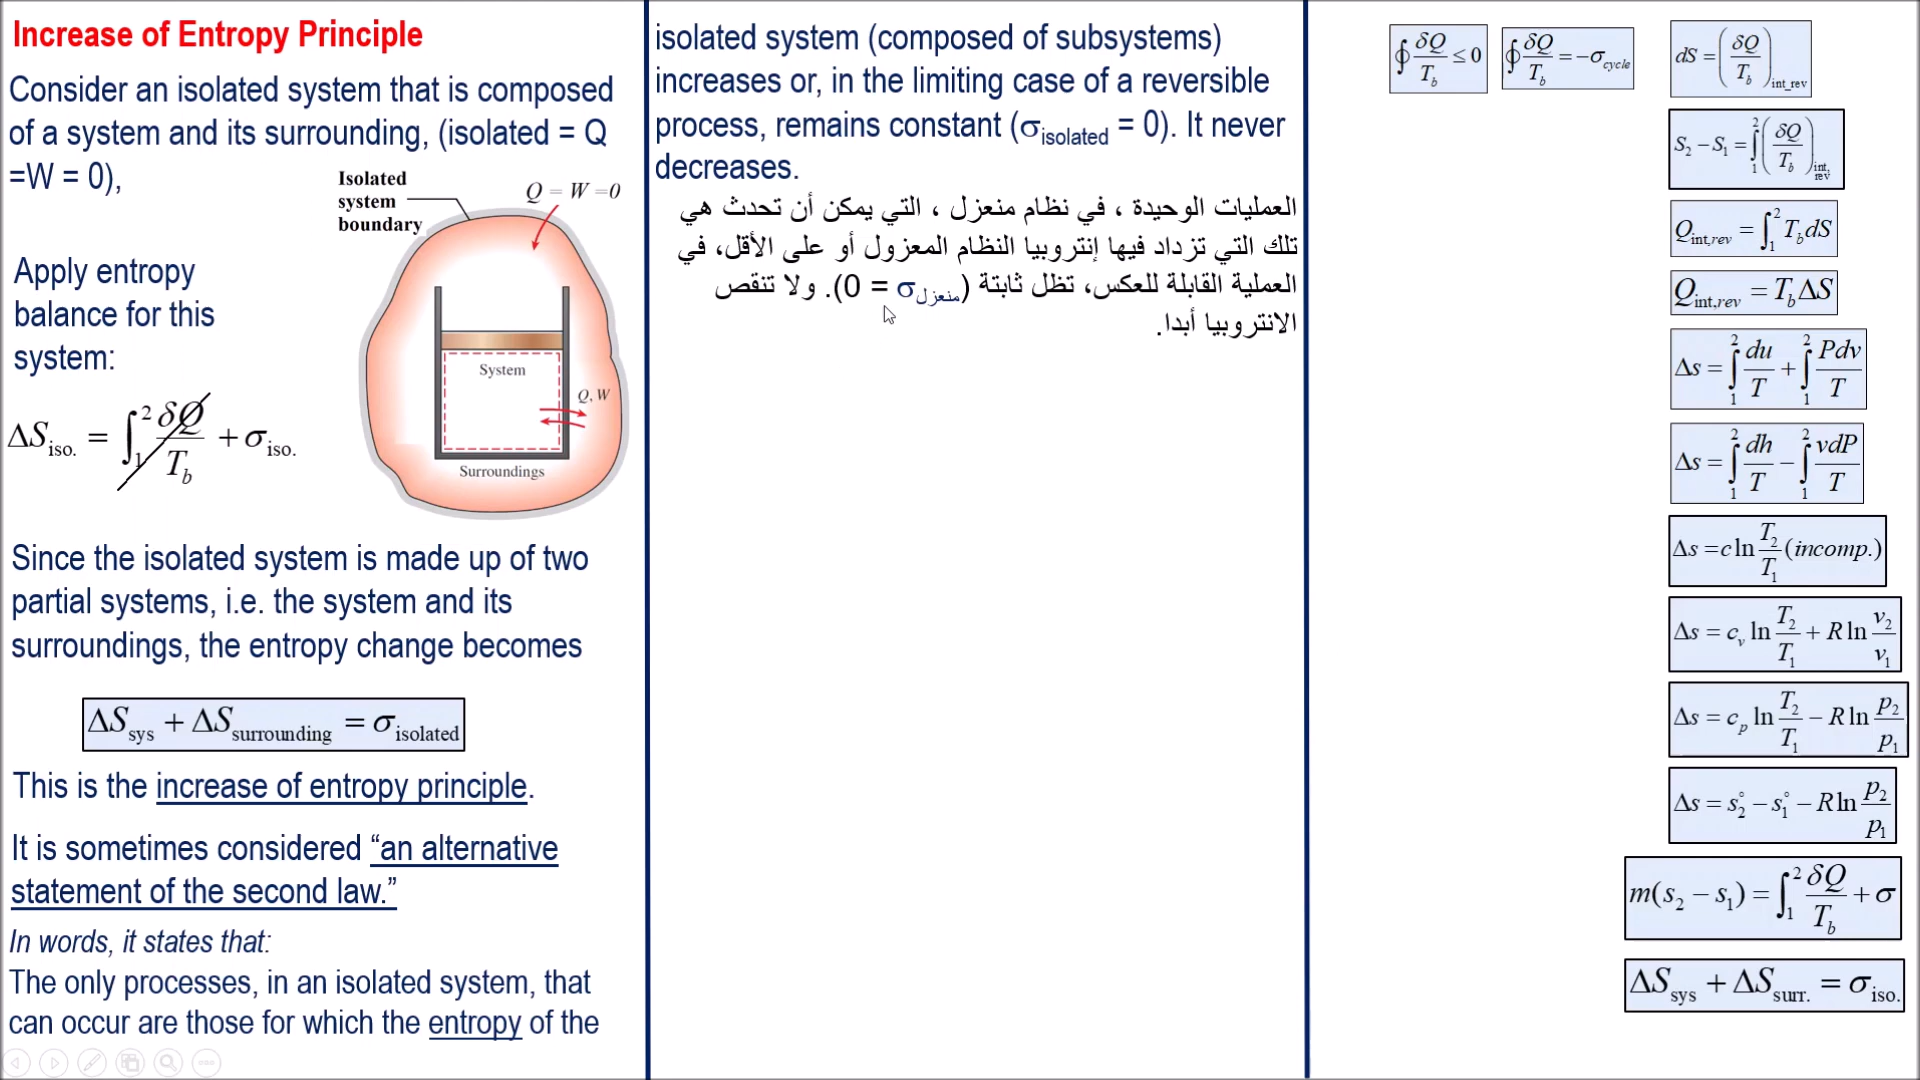 Increase of Entropy Principle
Consider an isolated system that is composed
of a system and its surrounding, (isolated = Q
=W = 0),
Isolated
system
boundary
Q = W =0
Apply entropy
balance for this
system:
System
Q, W
Surroundings
ΔS_iso. = ∫₁² δQ/T_b + σ_iso.
Since the isolated system is made up of two
partial systems, i.e. the system and its
surroundings, the entropy change becomes
ΔS_sys + ΔS_surrounding = σ_isolated
This is the increase of entropy principle.
It is sometimes considered “an alternative
statement of the second law.”
In words, it states that:
The only processes, in an isolated system, that
can occur are those for which the entropy of the
isolated system (composed of subsystems)
increases or, in the limiting case of a reversible
process, remains constant (σ_isolated = 0). It never
decreases.
العمليات الوحيدة ، في نظام منعزل ، التي يمكن أن تحدث هي
تلك التي تزداد فيها إنتروبيا النظام المعزول أو على الأقل، في
العملية القابلة للعكس، تظل ثابتة (σ_منعزل = 0). ولا تنقص
الانتروبيا أبدا.
∮ δQ/T_b ≤ 0
∮ δQ/T_b = −σ_cycle
dS = (δQ/T_b)_int_rev
S₂ − S₁ = ∫₁² (δQ/T_b)_int, rev
Q_int,rev = ∫₁² T_b dS
Q_int,rev = T_b ΔS
Δs = ∫₁² du/T + ∫₁² Pdv/T
Δs = ∫₁² dh/T − ∫₁² vdP/T
Δs = c ln T₂/T₁ (incomp.)
Δs = c_v ln T₂/T₁ + R ln v₂/v₁
Δs = c_p ln T₂/T₁ − R ln p₂/p₁
Δs = s₂° − s₁° − R ln p₂/p₁
m(s₂ − s₁) = ∫₁² δQ/T_b + σ
ΔS_sys + ΔS_surr. = σ_iso.